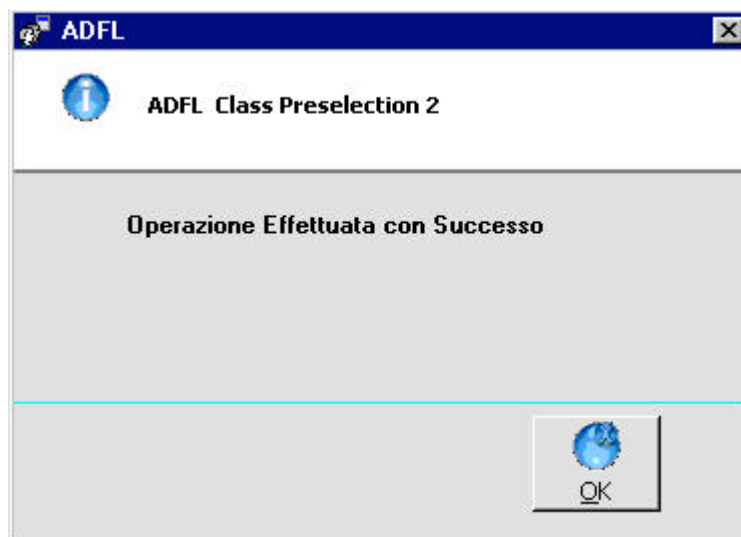 ADFL
ADFL Class Preselection 2
Operazione Effettuata con Successo
OK